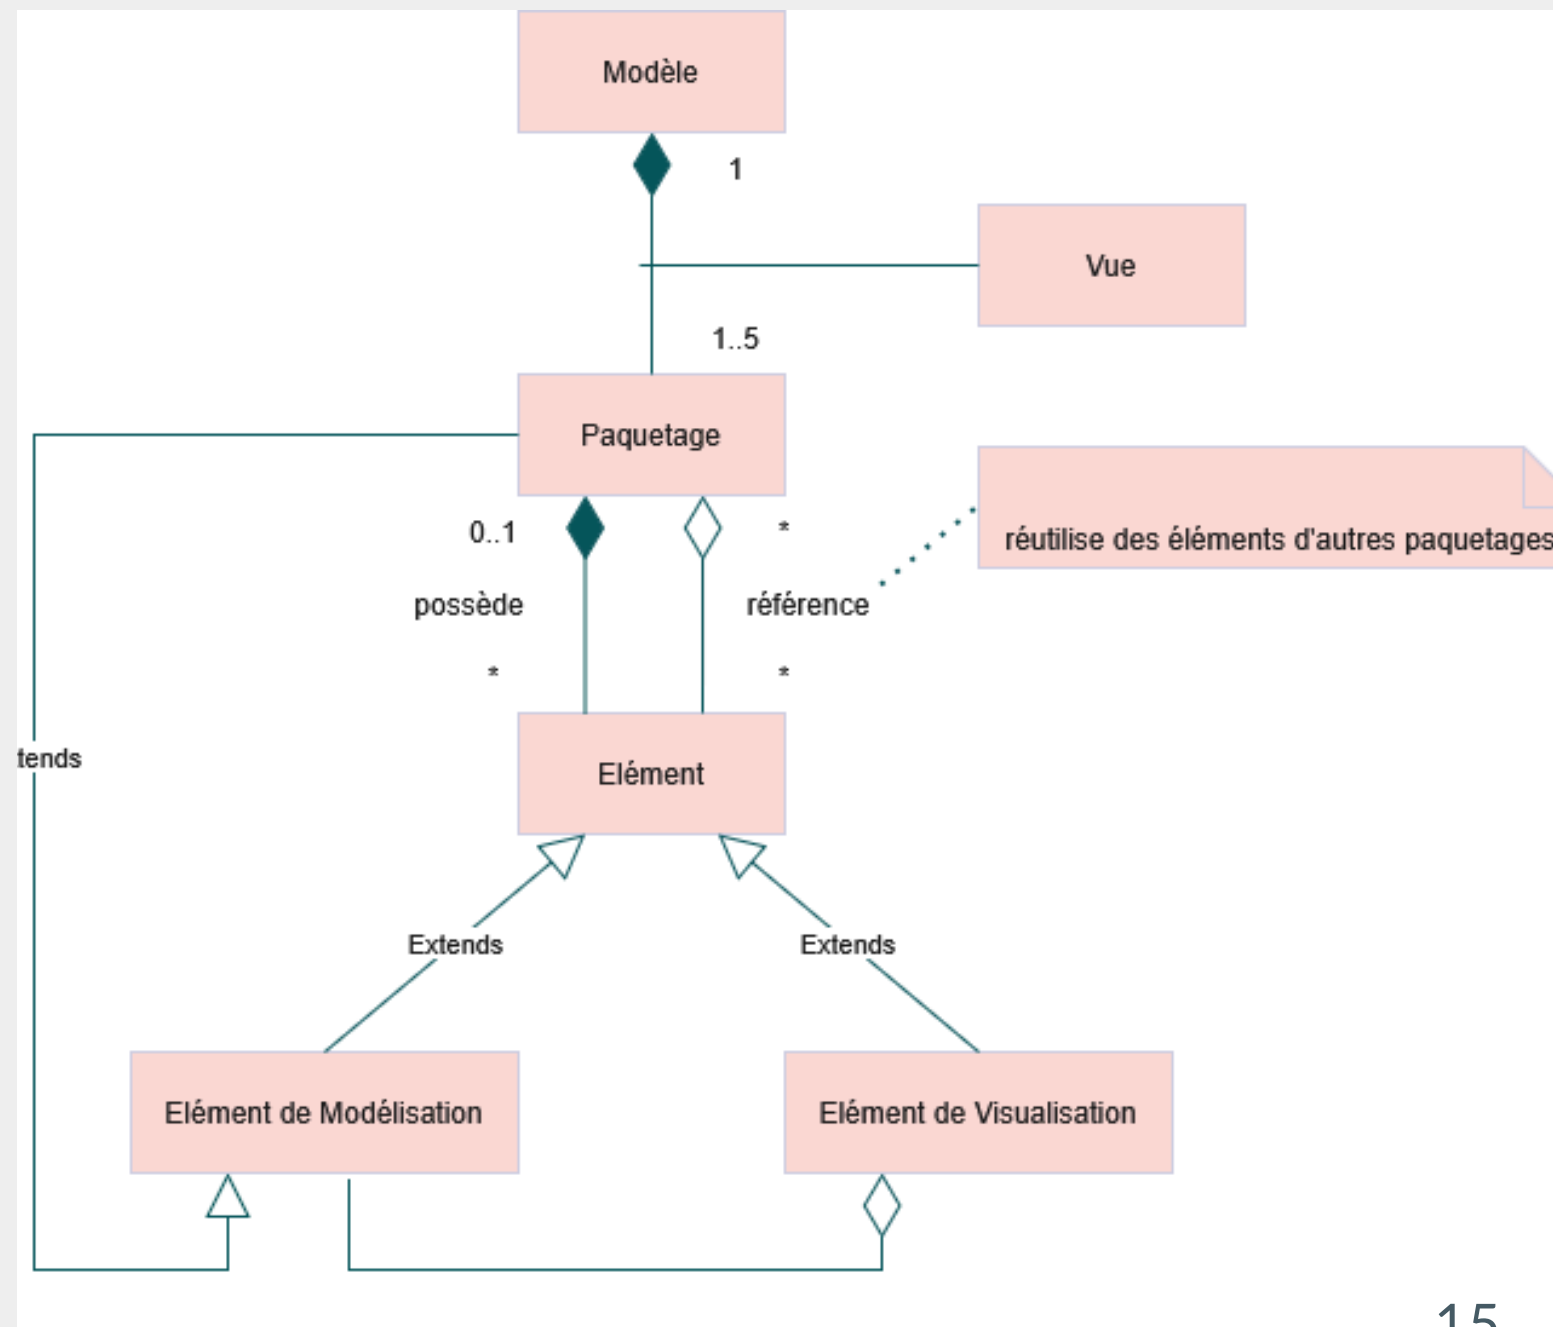 Modèle
1
Vue
1..5
Paquetage
0..1
*
réutilise des éléments d'autres paquetages
possède
référence
*
*
tends
Elément
Extends
Extends
Elément de Modélisation
Elément de Visualisation
15